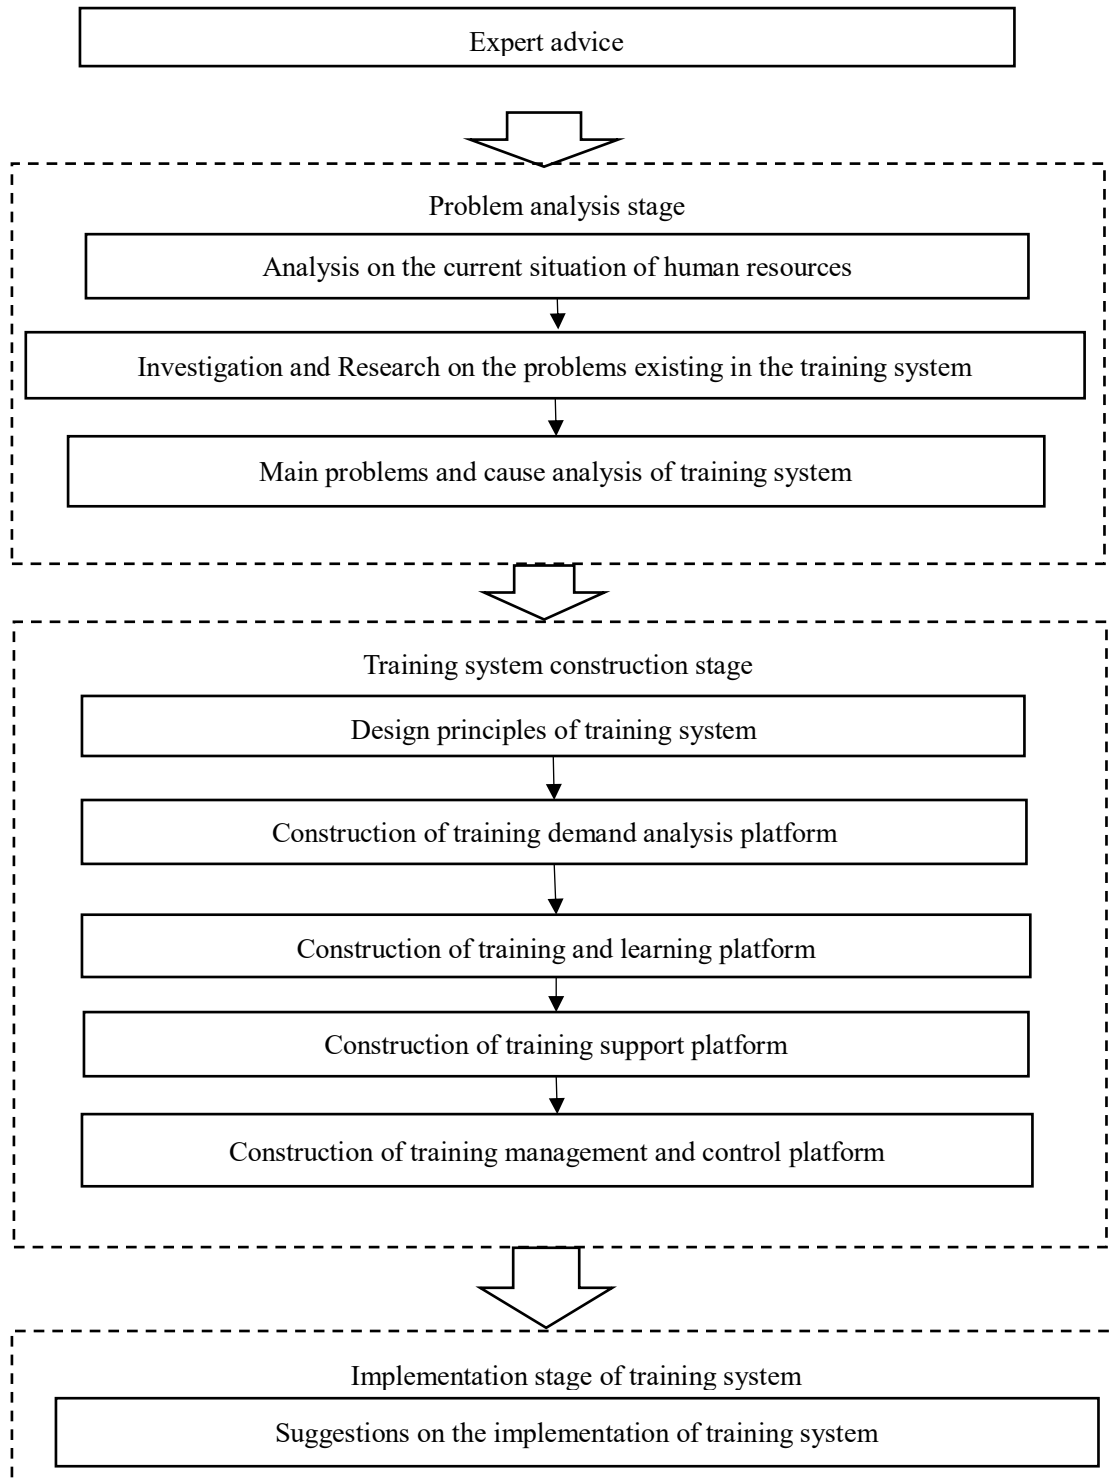 Expert advice
Problem analysis stage
Analysis on the current situation of human resources
Investigation and Research on the problems existing in the training system
Main problems and cause analysis of training system
Training system construction stage
Design principles of training system
Construction of training demand analysis platform
Construction of training and learning platform
Construction of training support platform
Construction of training management and control platform
Implementation stage of training system
Suggestions on the implementation of training system